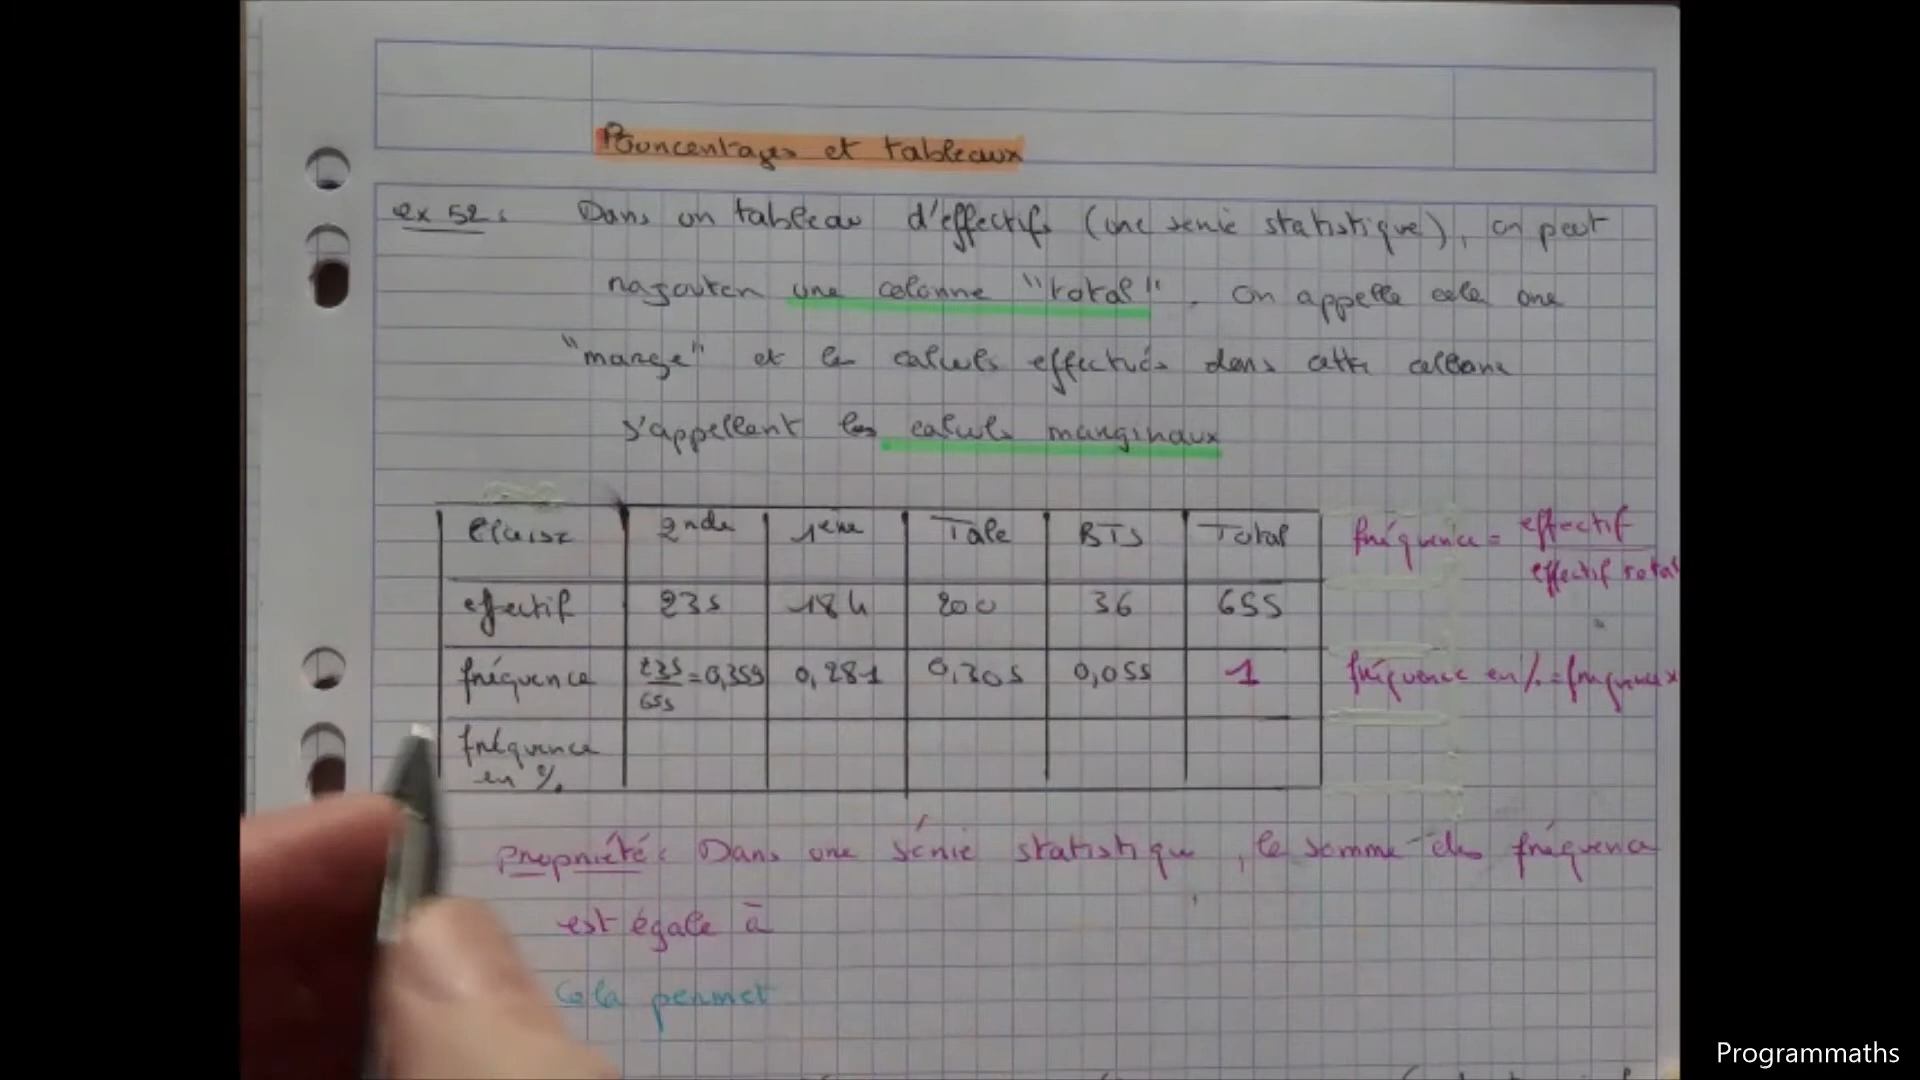 Pourcentages et tableaux
ex 52 : Dans un tableau d'effectifs (une série statistique), on peut
rajouter une colonne "total". On appelle cela une
"marge" et les calculs effectués dans cette colonne
s'appellent les calculs marginaux
Classe 2nde 1ère Tale BTS Total
effectif 235 184 200 36 655
fréquence 235/655 = 0,359 0,281 0,305 0,055 1
fréquence en %
fréquence = effectif / effectif total
fréquence en % = fréquence x
Propriété : Dans une série statistique, la somme des fréquence
est égale à
Cela permet
Programmaths